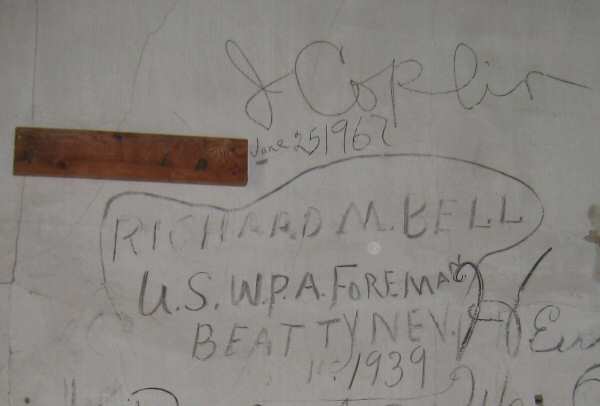 J Coplin
June 25 1967
RICHARD M. BELL
U.S. W.P.A. FOREMAN
BEATTY NEV.
1939